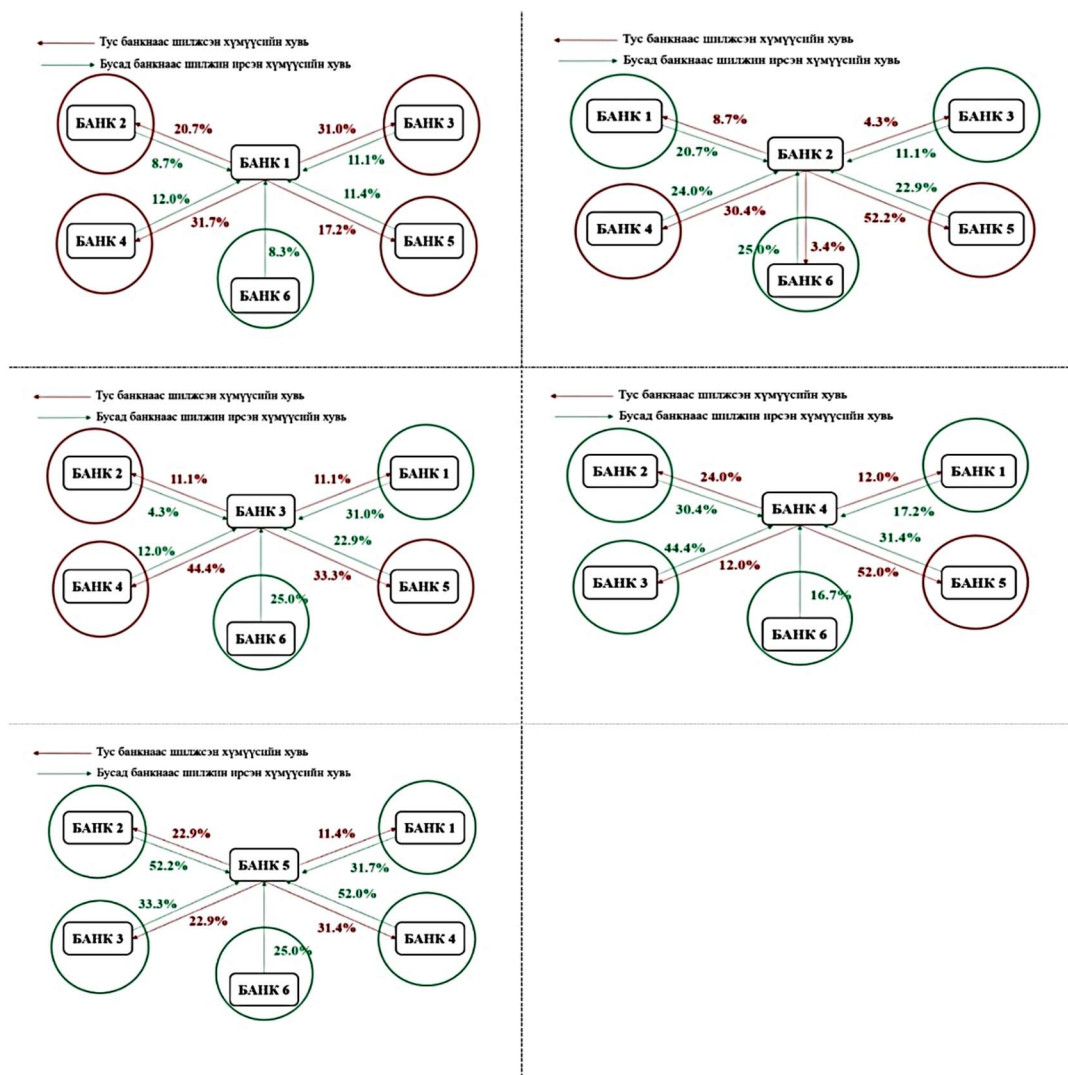 Тус банкнаас шилжсэн хүмүүсийн хувь
Бусад банкнаас шилжин ирсэн хүмүүсийн хувь
БАНК 2
БАНК 3
20.7%
31.0%
8.7%
БАНК 1
11.1%
12.0%
11.4%
БАНК 4
31.7%
17.2%
БАНК 5
8.3%
БАНК 6
Тус банкнаас шилжсэн хүмүүсийн хувь
Бусад банкнаас шилжин ирсэн хүмүүсийн хувь
БАНК 1
БАНК 3
8.7%
4.3%
20.7%
БАНК 2
11.1%
24.0%
22.9%
БАНК 4
30.4%
52.2%
БАНК 5
25.0%
3.4%
БАНК 6
Тус банкнаас шилжсэн хүмүүсийн хувь
Бусад банкнаас шилжин ирсэн хүмүүсийн хувь
БАНК 2
БАНК 1
11.1%
11.1%
4.3%
БАНК 3
31.0%
12.0%
22.9%
БАНК 4
44.4%
33.3%
БАНК 5
25.0%
БАНК 6
Тус банкнаас шилжсэн хүмүүсийн хувь
Бусад банкнаас шилжин ирсэн хүмүүсийн хувь
БАНК 2
БАНК 1
24.0%
12.0%
30.4%
БАНК 4
17.2%
44.4%
31.4%
БАНК 3
12.0%
52.0%
БАНК 5
16.7%
БАНК 6
Тус банкнаас шилжсэн хүмүүсийн хувь
Бусад банкнаас шилжин ирсэн хүмүүсийн хувь
БАНК 2
БАНК 1
22.9%
11.4%
52.2%
БАНК 5
31.7%
33.3%
52.0%
БАНК 3
22.9%
31.4%
БАНК 4
25.0%
БАНК 6